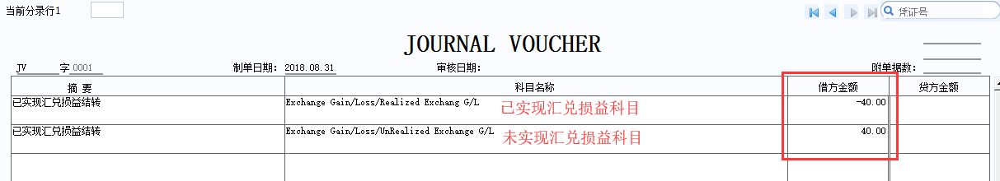 当前分录行1
凭证号
JOURNAL VOUCHER
JV 字 0001 制单日期: 2018.08.31 审核日期: 附单据数:
摘 要 科目名称 借方金额 贷方金额
已实现汇兑损益结转 Exchange Gain/Loss/Realized Exchang G/L 已实现汇兑损益科目 -40.00
已实现汇兑损益结转 Exchange Gain/Loss/UnRealized Exchange G/L 未实现汇兑损益科目 40.00